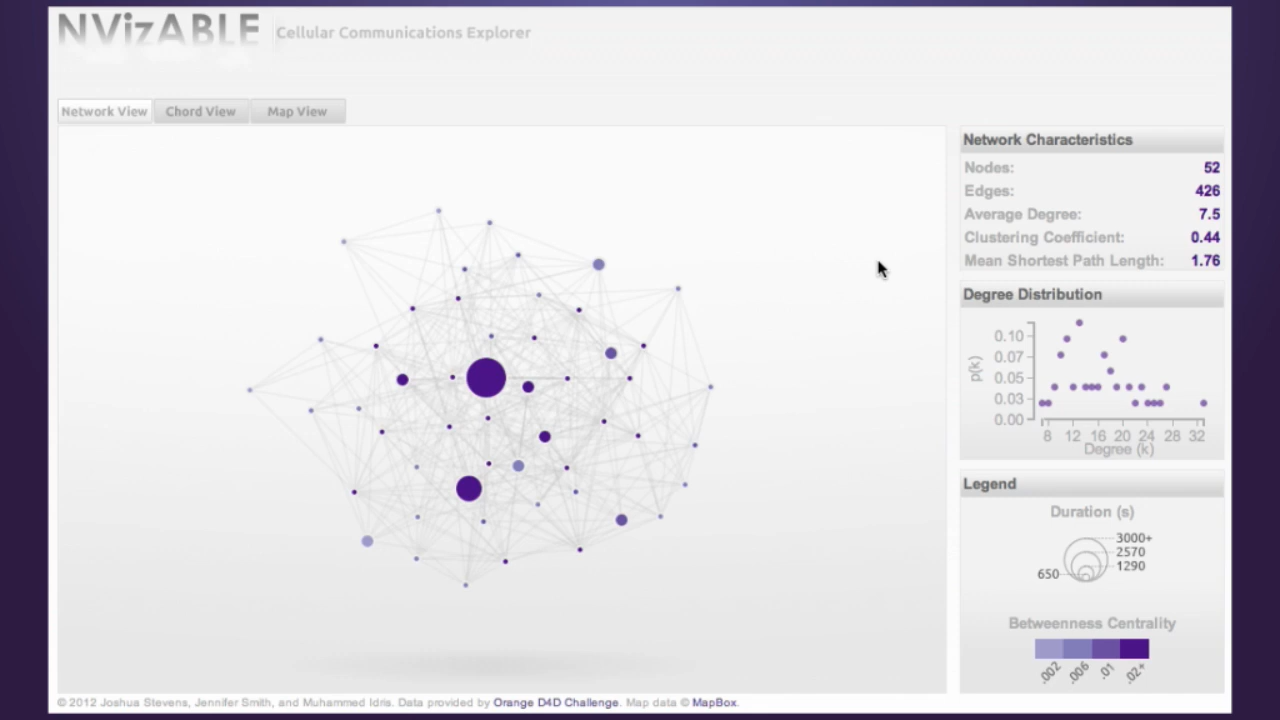 NVizABLE Cellular Communications Explorer
Network View Chord View Map View
Network Characteristics
Nodes: 52
Edges: 426
Average Degree: 7.5
Clustering Coefficient: 0.44
Mean Shortest Path Length: 1.76
Degree Distribution
p(k)
0.10
0.07
0.05
0.03
0.00
8 12 16 20 24 28 32
Degree (k)
Legend
Duration (s)
3000+
2570
1290
650
Betweenness Centrality
.002 .006 .01 .02+
© 2012 Joshua Stevens, Jennifer Smith, and Muhammed Idris. Data provided by Orange D4D Challenge. Map data © MapBox.